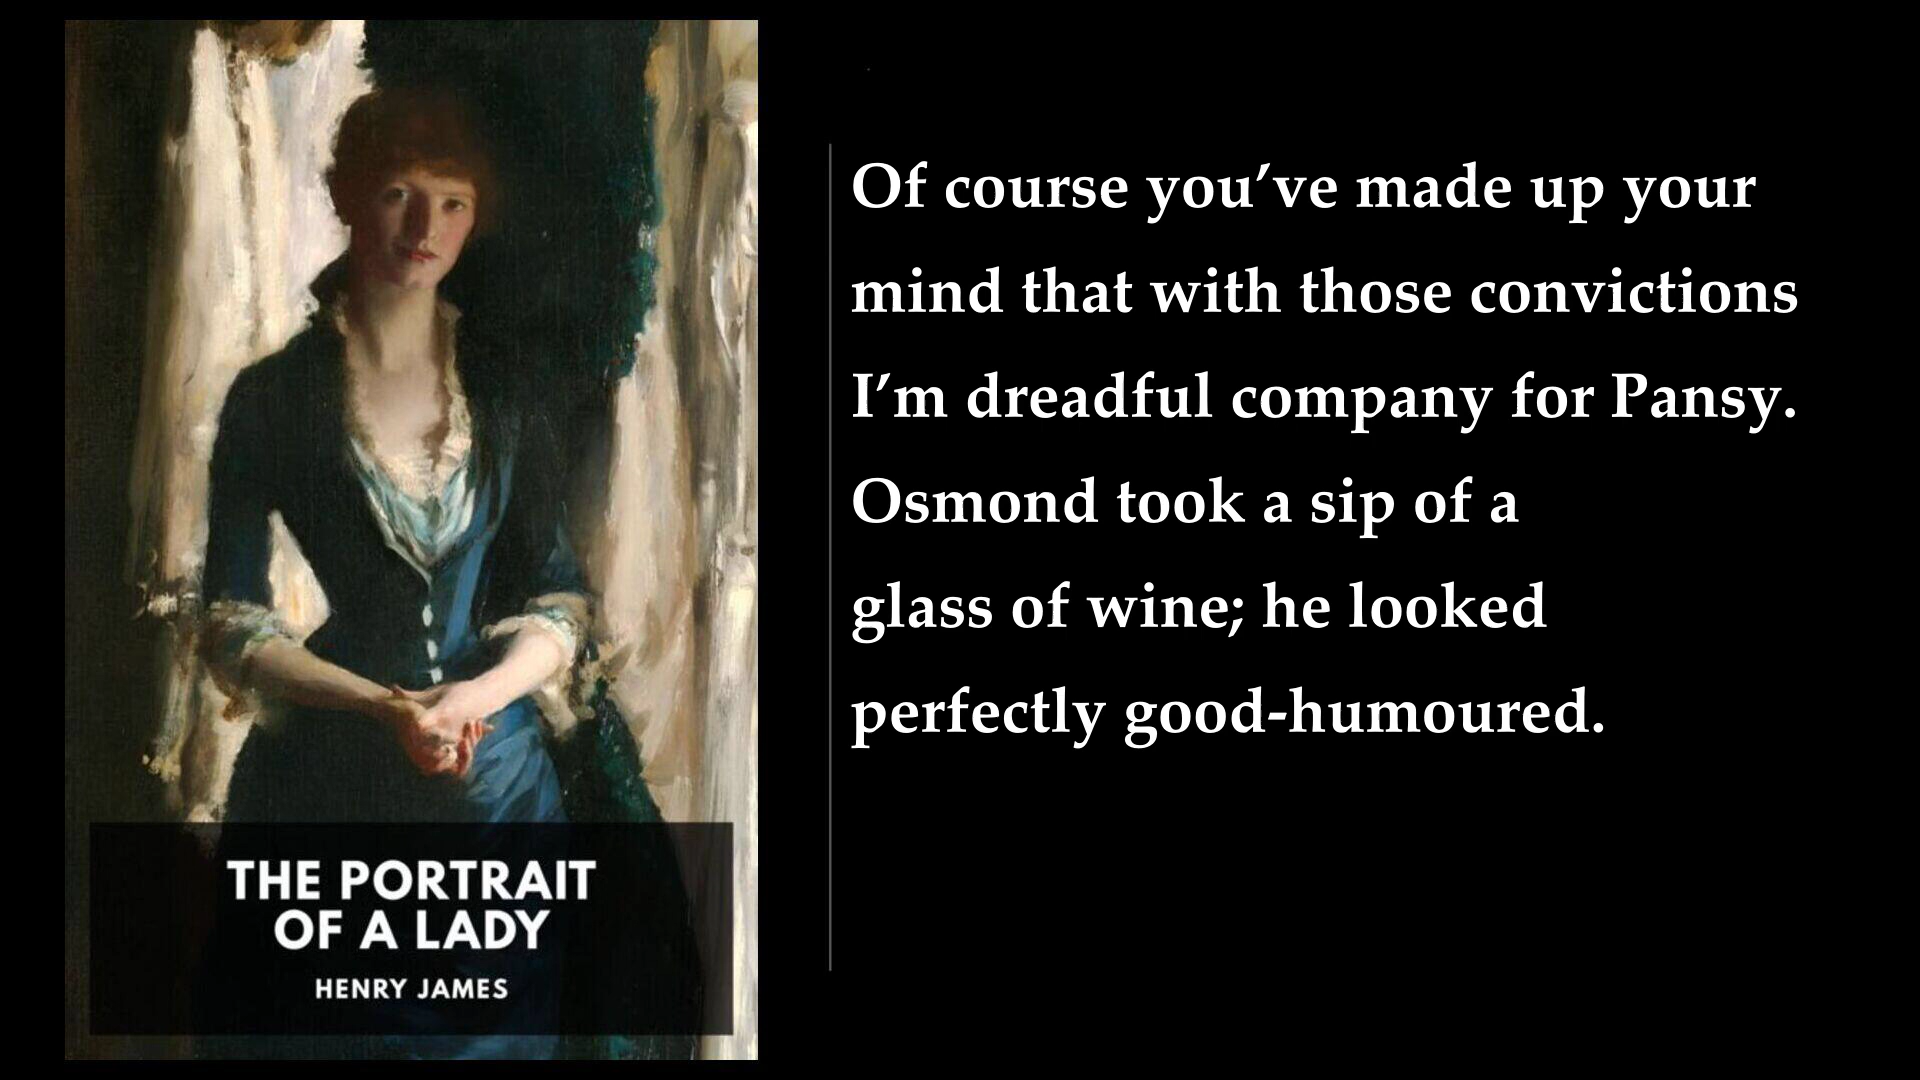 THE PORTRAIT
OF A LADY
HENRY JAMES
Of course you’ve made up your
mind that with those convictions
I’m dreadful company for Pansy.
Osmond took a sip of a
glass of wine; he looked
perfectly good-humoured.